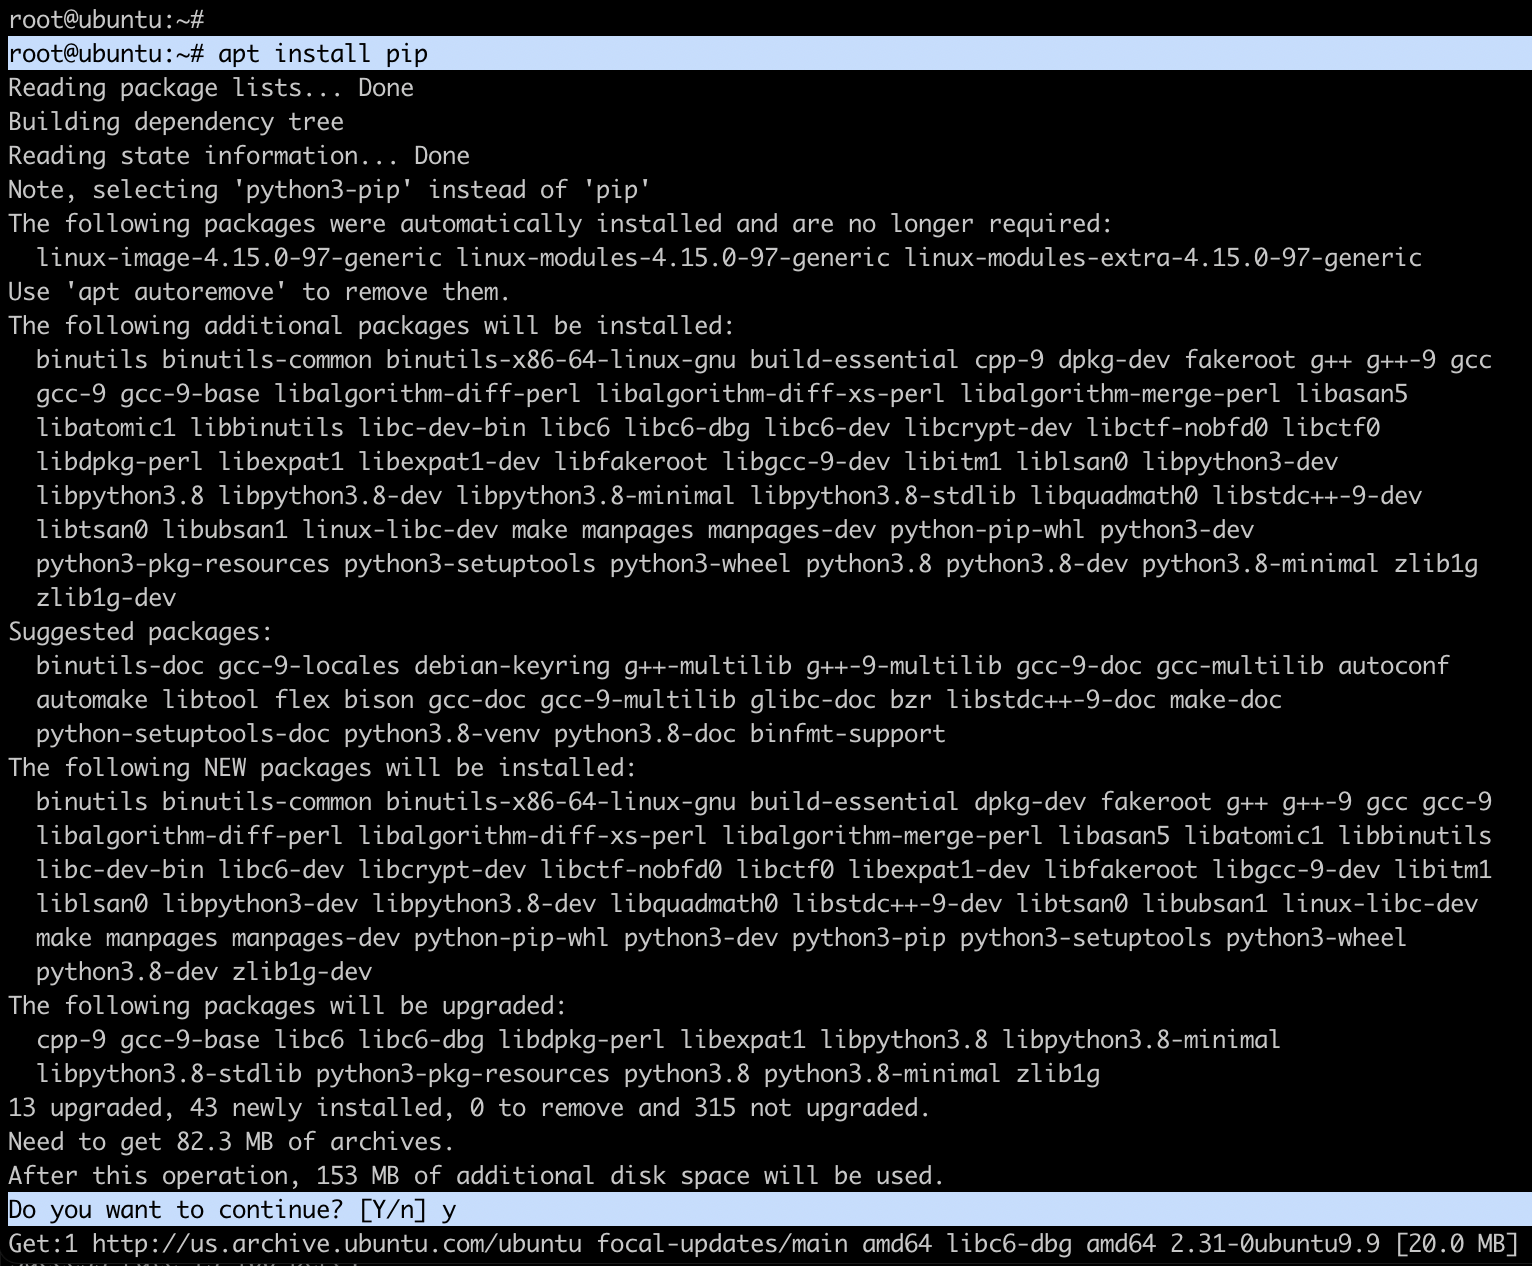 root@ubuntu:~#
root@ubuntu:~# apt install pip
Reading package lists... Done
Building dependency tree
Reading state information... Done
Note, selecting 'python3-pip' instead of 'pip'
The following packages were automatically installed and are no longer required:
  linux-image-4.15.0-97-generic linux-modules-4.15.0-97-generic linux-modules-extra-4.15.0-97-generic
Use 'apt autoremove' to remove them.
The following additional packages will be installed:
  binutils binutils-common binutils-x86-64-linux-gnu build-essential cpp-9 dpkg-dev fakeroot g++ g++-9 gcc
  gcc-9 gcc-9-base libalgorithm-diff-perl libalgorithm-diff-xs-perl libalgorithm-merge-perl libasan5
  libatomic1 libbinutils libc-dev-bin libc6 libc6-dbg libc6-dev libcrypt-dev libctf-nobfd0 libctf0
  libdpkg-perl libexpat1 libexpat1-dev libfakeroot libgcc-9-dev libitm1 liblsan0 libpython3-dev
  libpython3.8 libpython3.8-dev libpython3.8-minimal libpython3.8-stdlib libquadmath0 libstdc++-9-dev
  libtsan0 libubsan1 linux-libc-dev make manpages manpages-dev python-pip-whl python3-dev
  python3-pkg-resources python3-setuptools python3-wheel python3.8 python3.8-dev python3.8-minimal zlib1g
  zlib1g-dev
Suggested packages:
  binutils-doc gcc-9-locales debian-keyring g++-multilib g++-9-multilib gcc-9-doc gcc-multilib autoconf
  automake libtool flex bison gcc-doc gcc-9-multilib glibc-doc bzr libstdc++-9-doc make-doc
  python-setuptools-doc python3.8-venv python3.8-doc binfmt-support
The following NEW packages will be installed:
  binutils binutils-common binutils-x86-64-linux-gnu build-essential dpkg-dev fakeroot g++ g++-9 gcc gcc-9
  libalgorithm-diff-perl libalgorithm-diff-xs-perl libalgorithm-merge-perl libasan5 libatomic1 libbinutils
  libc-dev-bin libc6-dev libcrypt-dev libctf-nobfd0 libctf0 libexpat1-dev libfakeroot libgcc-9-dev libitm1
  liblsan0 libpython3-dev libpython3.8-dev libquadmath0 libstdc++-9-dev libtsan0 libubsan1 linux-libc-dev
  make manpages manpages-dev python-pip-whl python3-dev python3-pip python3-setuptools python3-wheel
  python3.8-dev zlib1g-dev
The following packages will be upgraded:
  cpp-9 gcc-9-base libc6 libc6-dbg libdpkg-perl libexpat1 libpython3.8 libpython3.8-minimal
  libpython3.8-stdlib python3-pkg-resources python3.8 python3.8-minimal zlib1g
13 upgraded, 43 newly installed, 0 to remove and 315 not upgraded.
Need to get 82.3 MB of archives.
After this operation, 153 MB of additional disk space will be used.
Do you want to continue? [Y/n] y
Get:1 http://us.archive.ubuntu.com/ubuntu focal-updates/main amd64 libc6-dbg amd64 2.31-0ubuntu9.9 [20.0 MB]